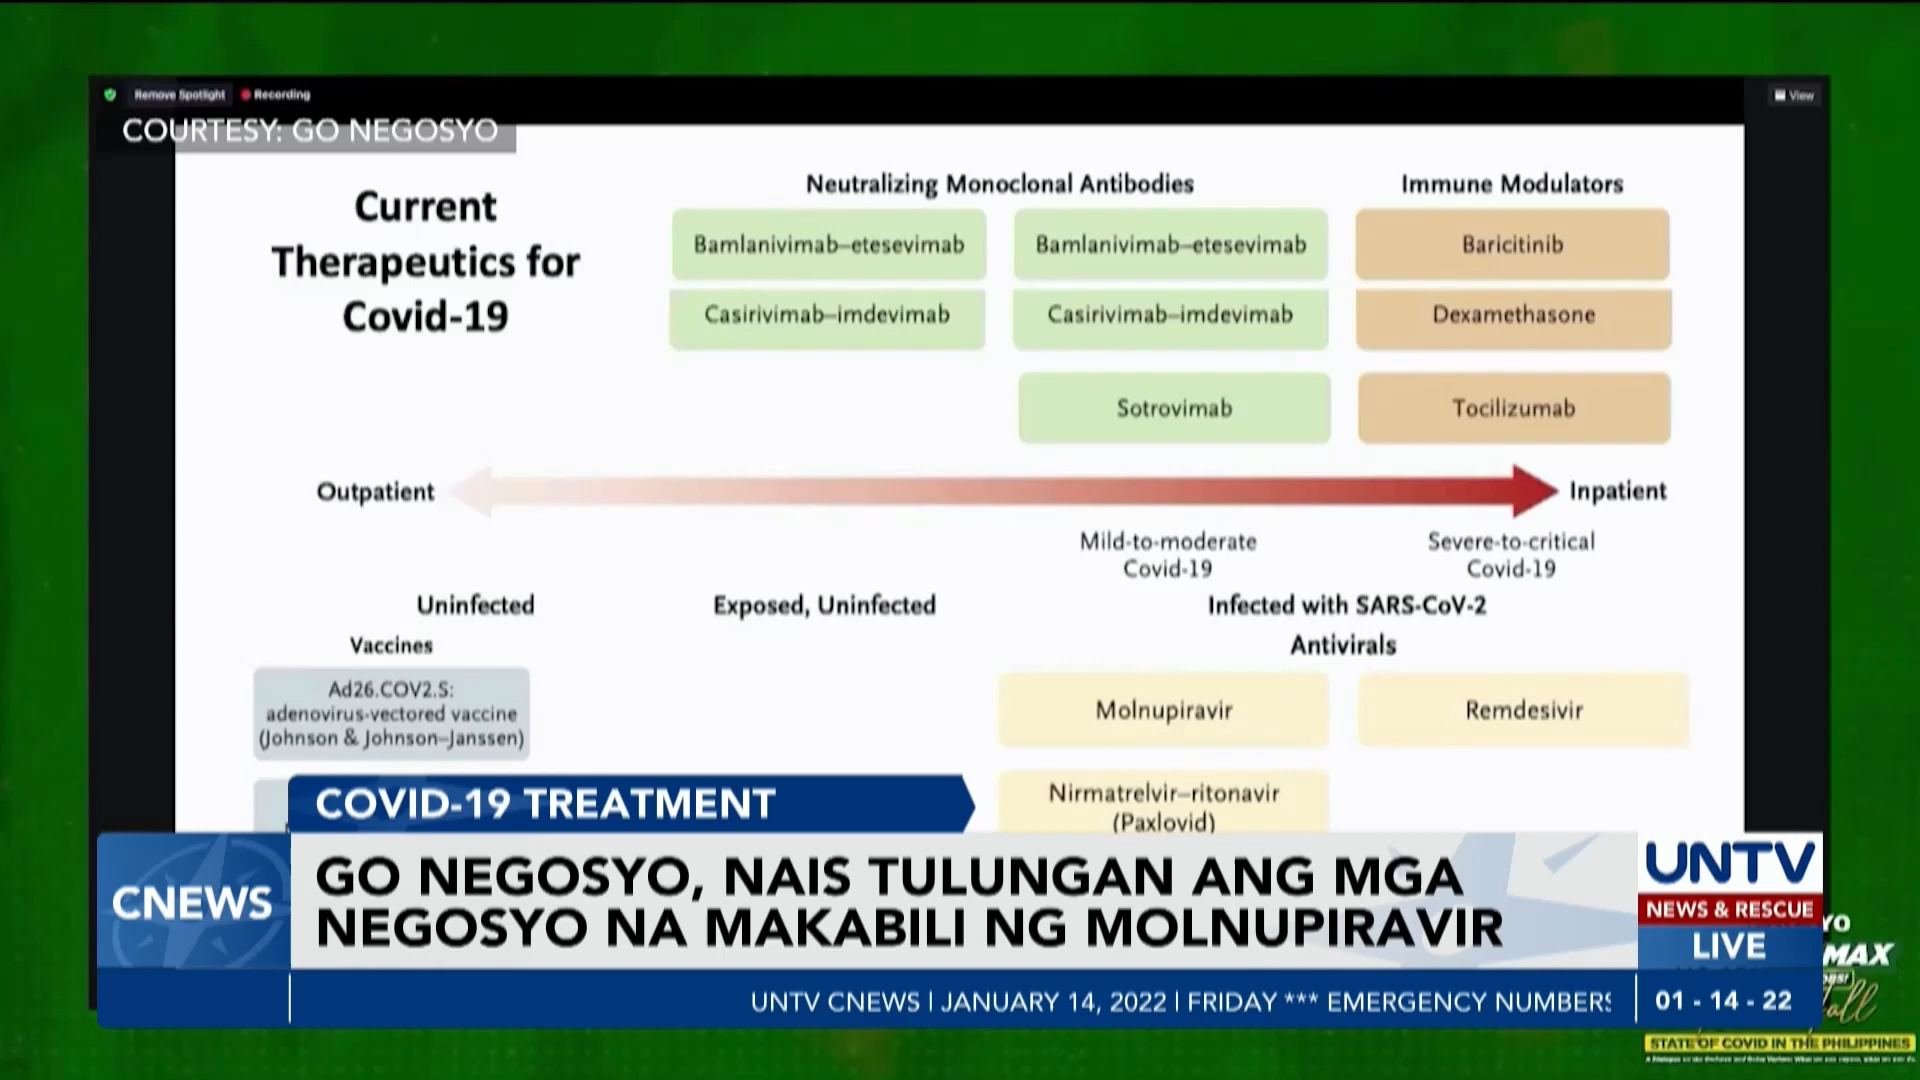 Remove Spotlight
Recording
View
COURTESY: GO NEGOSYO
Current
Therapeutics for
Covid-19
Neutralizing Monoclonal Antibodies
Immune Modulators
Bamlanivimab–etesevimab
Bamlanivimab–etesevimab
Baricitinib
Casirivimab–imdevimab
Casirivimab–imdevimab
Dexamethasone
Sotrovimab
Tocilizumab
Outpatient
Inpatient
Mild-to-moderate
Covid-19
Severe-to-critical
Covid-19
Uninfected
Exposed, Uninfected
Infected with SARS-CoV-2
Vaccines
Antivirals
Ad26.COV2.S:
adenovirus-vectored vaccine
(Johnson & Johnson–Janssen)
Molnupiravir
Remdesivir
Nirmatrelvir–ritonavir
(Paxlovid)
COVID-19 TREATMENT
CNEWS
GO NEGOSYO, NAIS TULUNGAN ANG MGA
NEGOSYO NA MAKABILI NG MOLNUPIRAVIR
UNTV
NEWS & RESCUE
LIVE
UNTV CNEWS | JANUARY 14, 2022 | FRIDAY *** EMERGENCY NUMBERS
01 - 14 - 22
YO
MAX
STATE OF COVID IN THE PHILIPPINES